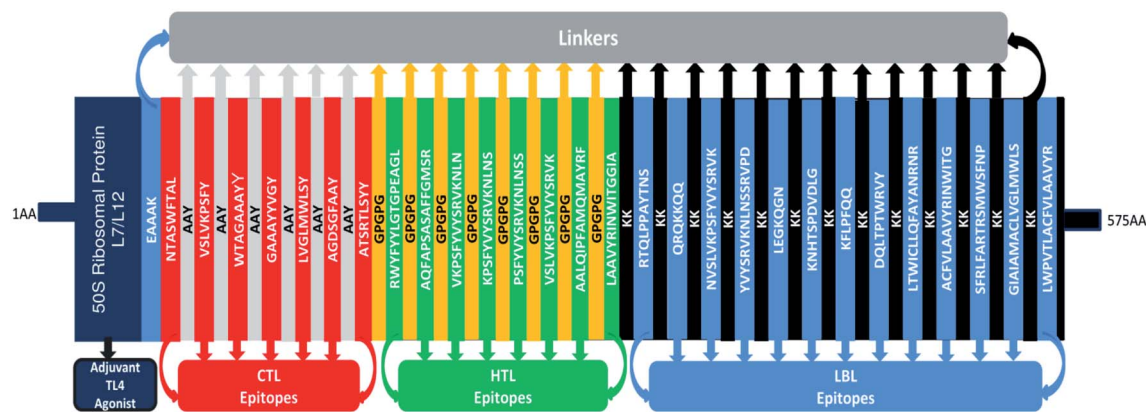 Linkers
1AA
50S Ribosomal Protein
L7/L12
EAAAK
NTASWFTAL
AAY
VSLVKPSFY
AAY
WTAGAAAYY
AAY
GAAAYYVGY
AAY
LVGLMWLSY
AAY
AGDSGFAAY
AAY
ATSRTLSYY
GPGPG
RWYFYYLGTGPEAGL
GPGPG
AQFAPSASAFFGMSR
GPGPG
VKPSFYVYSRVKNLN
GPGPG
KPSFYVYSRVKNLNS
GPGPG
PSFYVYSRVKNLNSS
GPGPG
VSLVKPSFYVYSRVK
GPGPG
AALQIPFAMQMAYRF
GPGPG
LAAVYRINWITGGIA
KK
RTQLPPAYTNS
KK
QRQKKQQ
KK
NVSLVKPSFYVYSRVK
KK
YVYSRVKNLNSSRVPD
KK
LEGKQGN
KK
KNHTSPDVDLG
KK
KFLPFQQ
KK
DQLTPTWRVY
KK
LTWICLLQFAYANRNR
KK
ACFVLAAVYRINWITG
KK
SFRLFARTRSMWSFNP
KK
GIAIAMACLVGLMWLS
KK
LWPVTLACFVLAAVYR
575AA
Adjuvant
TL4
Agonist
CTL
Epitopes
HTL
Epitopes
LBL
Epitopes